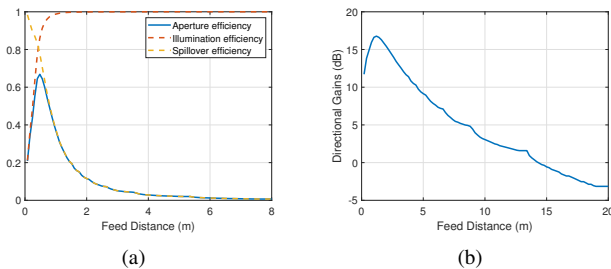 Aperture efficiency
Illumination efficiency
Spillover efficiency
1
0.8
0.6
0.4
0.2
0
0 2 4 6 8
Feed Distance (m)
(a)
20
15
10
5
0
-5
Directional Gains (dB)
0 5 10 15 20
Feed Distance (m)
(b)